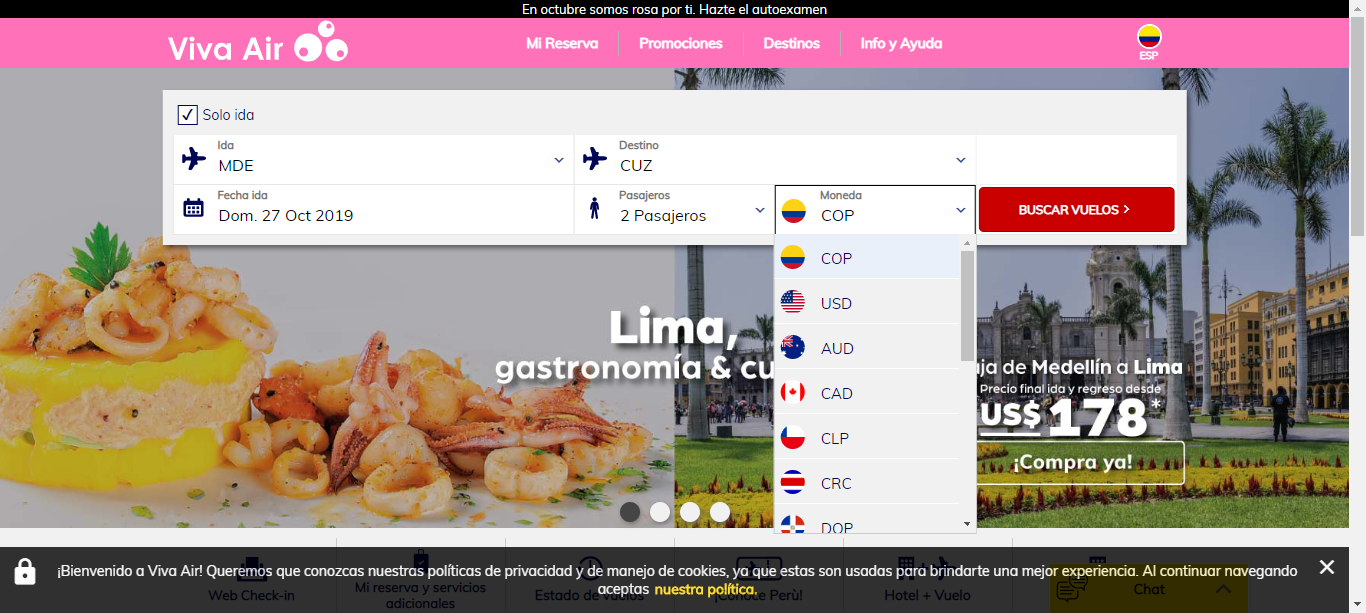 En octubre somos rosa por ti. Hazte el autoexamen
Viva Air
Mi Reserva
Promociones
Destinos
Info y Ayuda
ESP
Solo ida
Ida
MDE
Destino
CUZ
Fecha ida
Dom. 27 Oct 2019
Pasajeros
2 Pasajeros
Moneda
COP
BUSCAR VUELOS
COP
USD
AUD
CAD
CLP
CRC
DOP
Lima,
gastronomía & cu
ja de Medellín a Lima
Precio final ida y regreso desde
US$ 178*
¡Compra ya!
¡Bienvenido a Viva Air! Queremos que conozcas nuestras políticas de privacidad y de manejo de cookies, ya que estas son usadas para brindarte una mejor experiencia. Al continuar navegando
aceptas nuestra política.
Web Check-in
Mi reserva y servicios
adicionales
Estado de vuelos
¡Conoce Perù!
Hotel + Vuelo
Chat